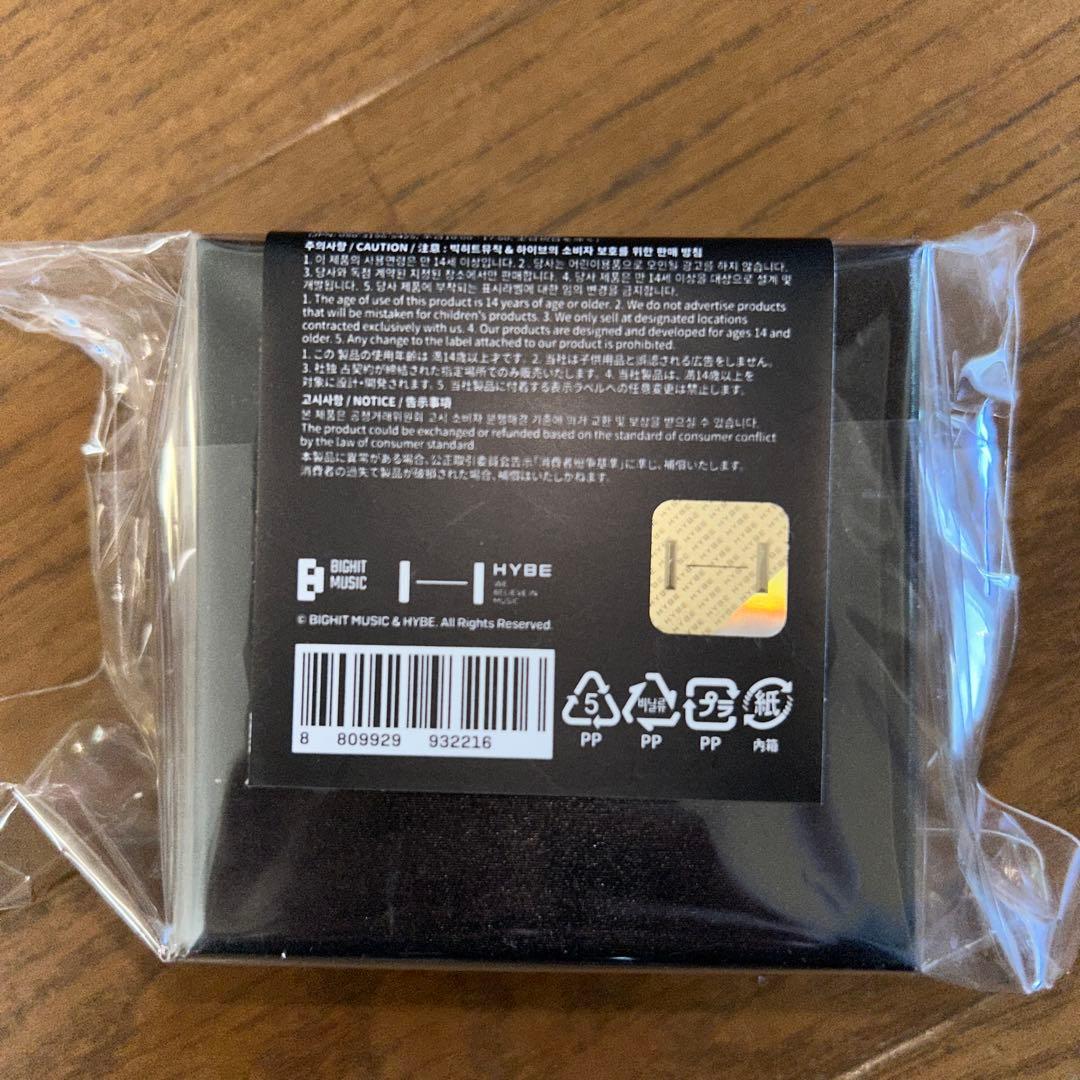 주의사항 / CAUTION / 注意 : 빅히트뮤직 & 하이브의 소비자 보호를 위한 판매 방침
1. 이 제품의 사용연령은 만 14세 이상입니다. 2. 당사는 어린이용품으로 오인될 광고를 하지 않습니다.
3. 당사와 독점 계약된 지정된 장소에서만 판매합니다. 4. 당사 제품은 만 14세 이상을 대상으로 설계 및
개발됩니다. 5. 당사 제품에 부착되는 표시라벨에 대한 임의 변경을 금지합니다.
1. The age of use of this product is 14 years of age or older. 2. We do not advertise products
that will be mistaken for children's products. 3. We only sell at designated locations
contracted exclusively with us. 4. Our products are designed and developed for ages 14 and
older. 5. Any change to the label attached to our product is prohibited.
1. この 製品の使用年齢は 満14歳以上才です. 2. 当社は子供用品と誤認される広告をしません。
3. 社独 占契約が締結された指定場所でのみ販売いたします. 4. 当社製品は、満14歳以上を
対象に設計・開発されます. 5. 当社製品に付着する表示ラベルへの任意変更は禁止します.
고시사항 / NOTICE / 告示事項
본 제품은 공정거래위원회 고시 소비자 분쟁해결 기준에 의거 교환 및 보상을 받으실 수 있습니다.
The product could be exchanged or refunded based on the standard of consumer conflict
by the law of consumer standard.
本製品に異常がある場合、公正取引委員会告示「消費者紛争基準」に準じ、補償いたします.
消費者の過失で製品が破損された場合、補償はいたしかねます.
BIGHIT
MUSIC
HYBE
WE
BELIEVE IN
MUSIC
© BIGHIT MUSIC & HYBE. All Rights Reserved.
8 809929 932216
5 비닐류 プラ 紙
PP PP PP 内箱